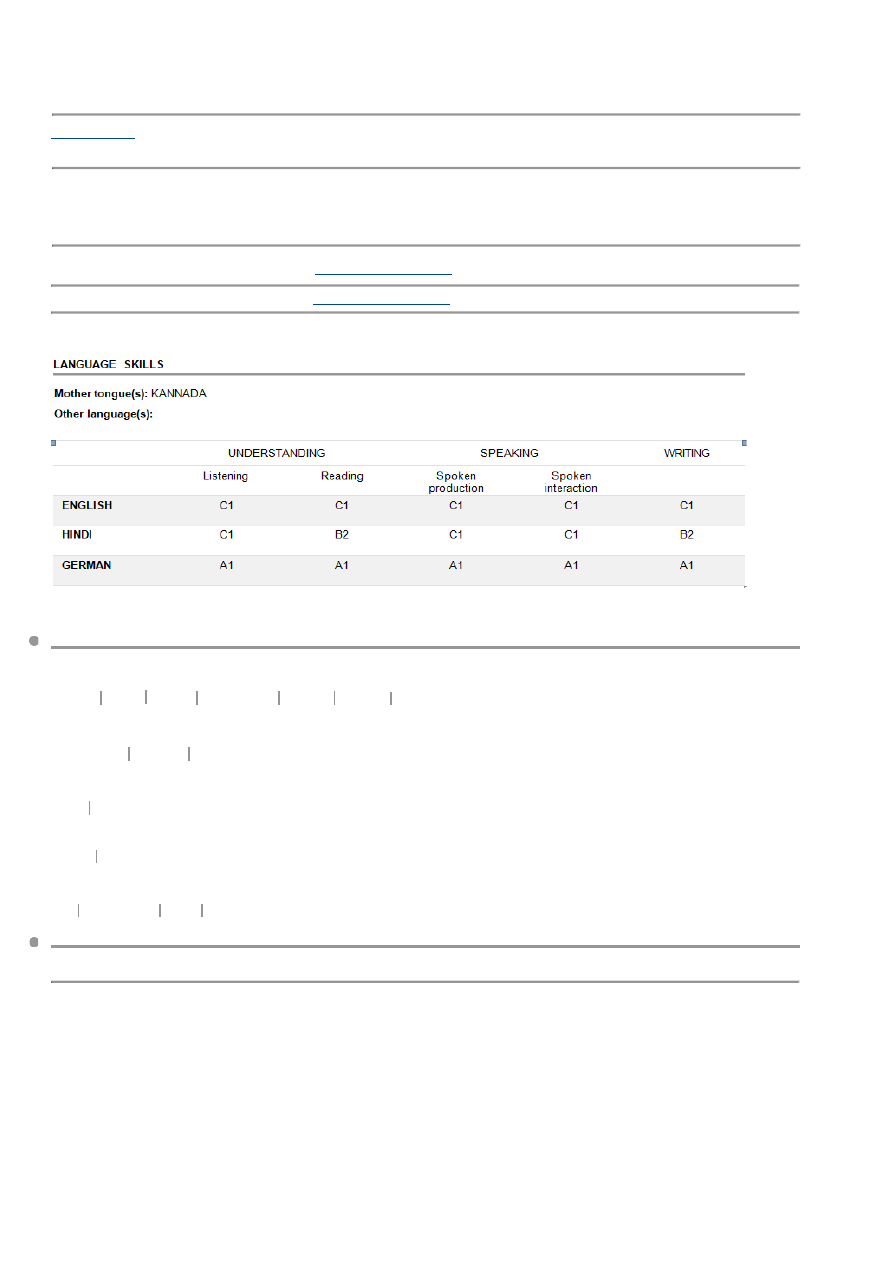 LANGUAGE SKILLS
Mother tongue(s): KANNADA
Other language(s):
UNDERSTANDING SPEAKING WRITING
Listening Reading Spoken production Spoken interaction
ENGLISH C1 C1 C1 C1 C1
HINDI C1 B2 C1 C1 B2
GERMAN A1 A1 A1 A1 A1